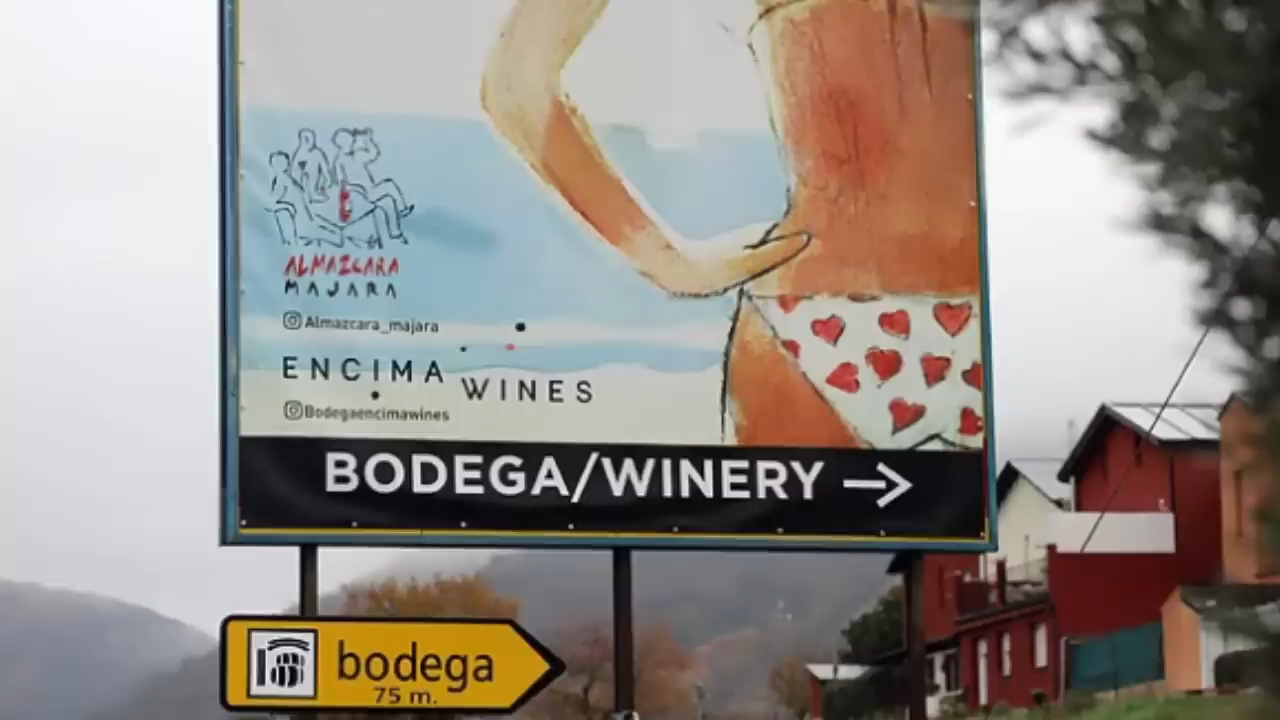 ALMAZCARA
MAJARA
Almazcara_majara
ENCIMA WINES
Bodegaencimawines
BODEGA/WINERY →
bodega
75 m.